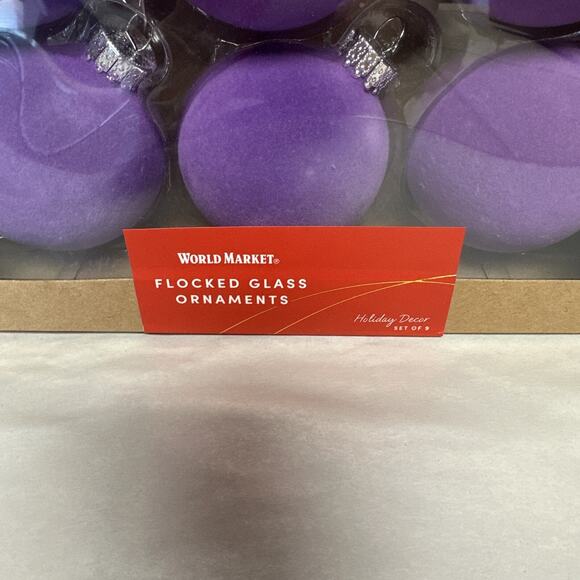 WORLD MARKET®
FLOCKED GLASS
ORNAMENTS
Holiday Decor
SET OF 9